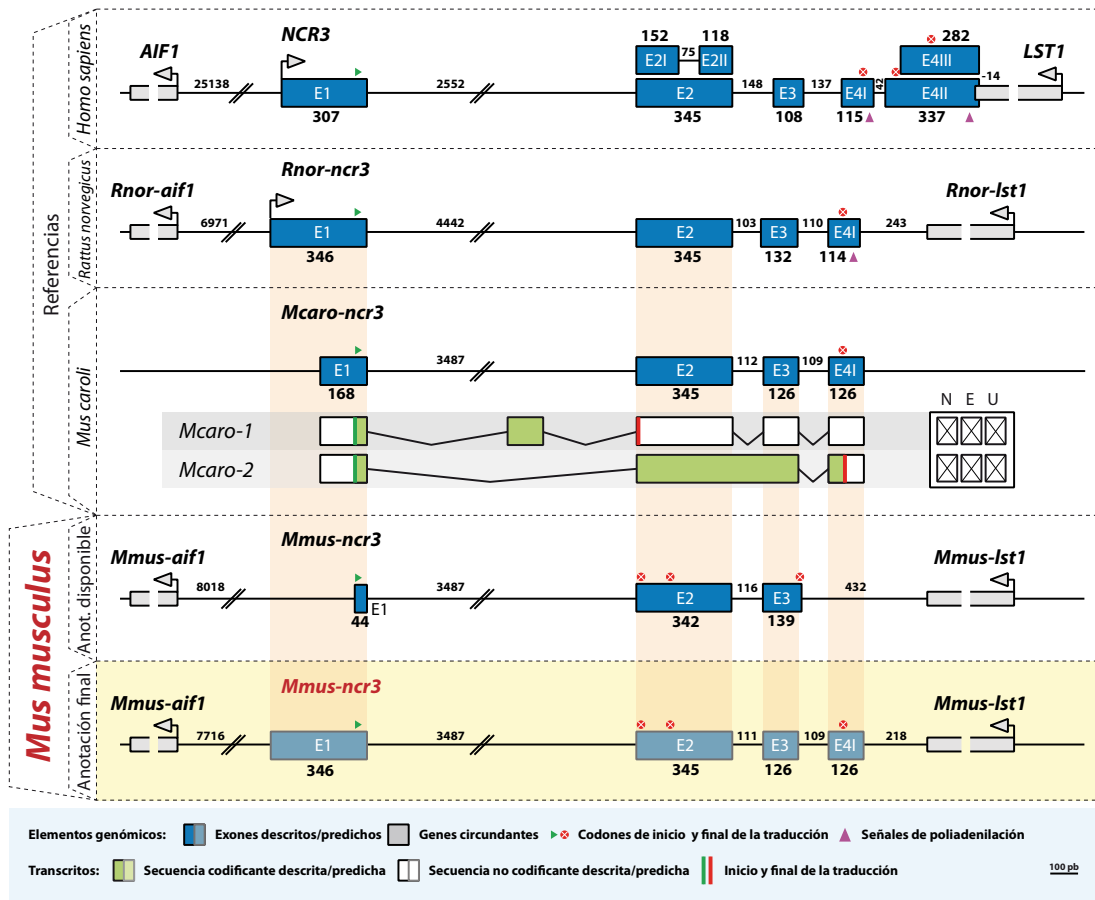 Referencias
Homo sapiens
AIF1
NCR3
LST1
152
75
118
282
E2I
E2II
E4III
25138
2552
148
137
42
-14
E1
E2
E3
E4I
E4II
307
345
108
115
337
Rattus norvegicus
Rnor-aif1
Rnor-ncr3
Rnor-lst1
6971
4442
103
110
243
E1
E2
E3
E4I
346
345
132
114
Mus caroli
Mcaro-ncr3
3487
112
109
E1
E2
E3
E4I
168
345
126
126
N E U
Mcaro-1
Mcaro-2
Mus musculus
Anot. disponible
Mmus-aif1
Mmus-ncr3
Mmus-lst1
8018
3487
116
432
E1
E2
E3
44
342
139
Anotación final
Mmus-aif1
Mmus-ncr3
Mmus-lst1
7716
3487
111
109
218
E1
E2
E3
E4I
346
345
126
126
Elementos genómicos: Exones descritos/predichos Genes circundantes Codones de inicio y final de la traducción Señales de poliadenilación
Transcritos: Secuencia codificante descrita/predicha Secuencia no codificante descrita/predicha Inicio y final de la traducción
100 pb